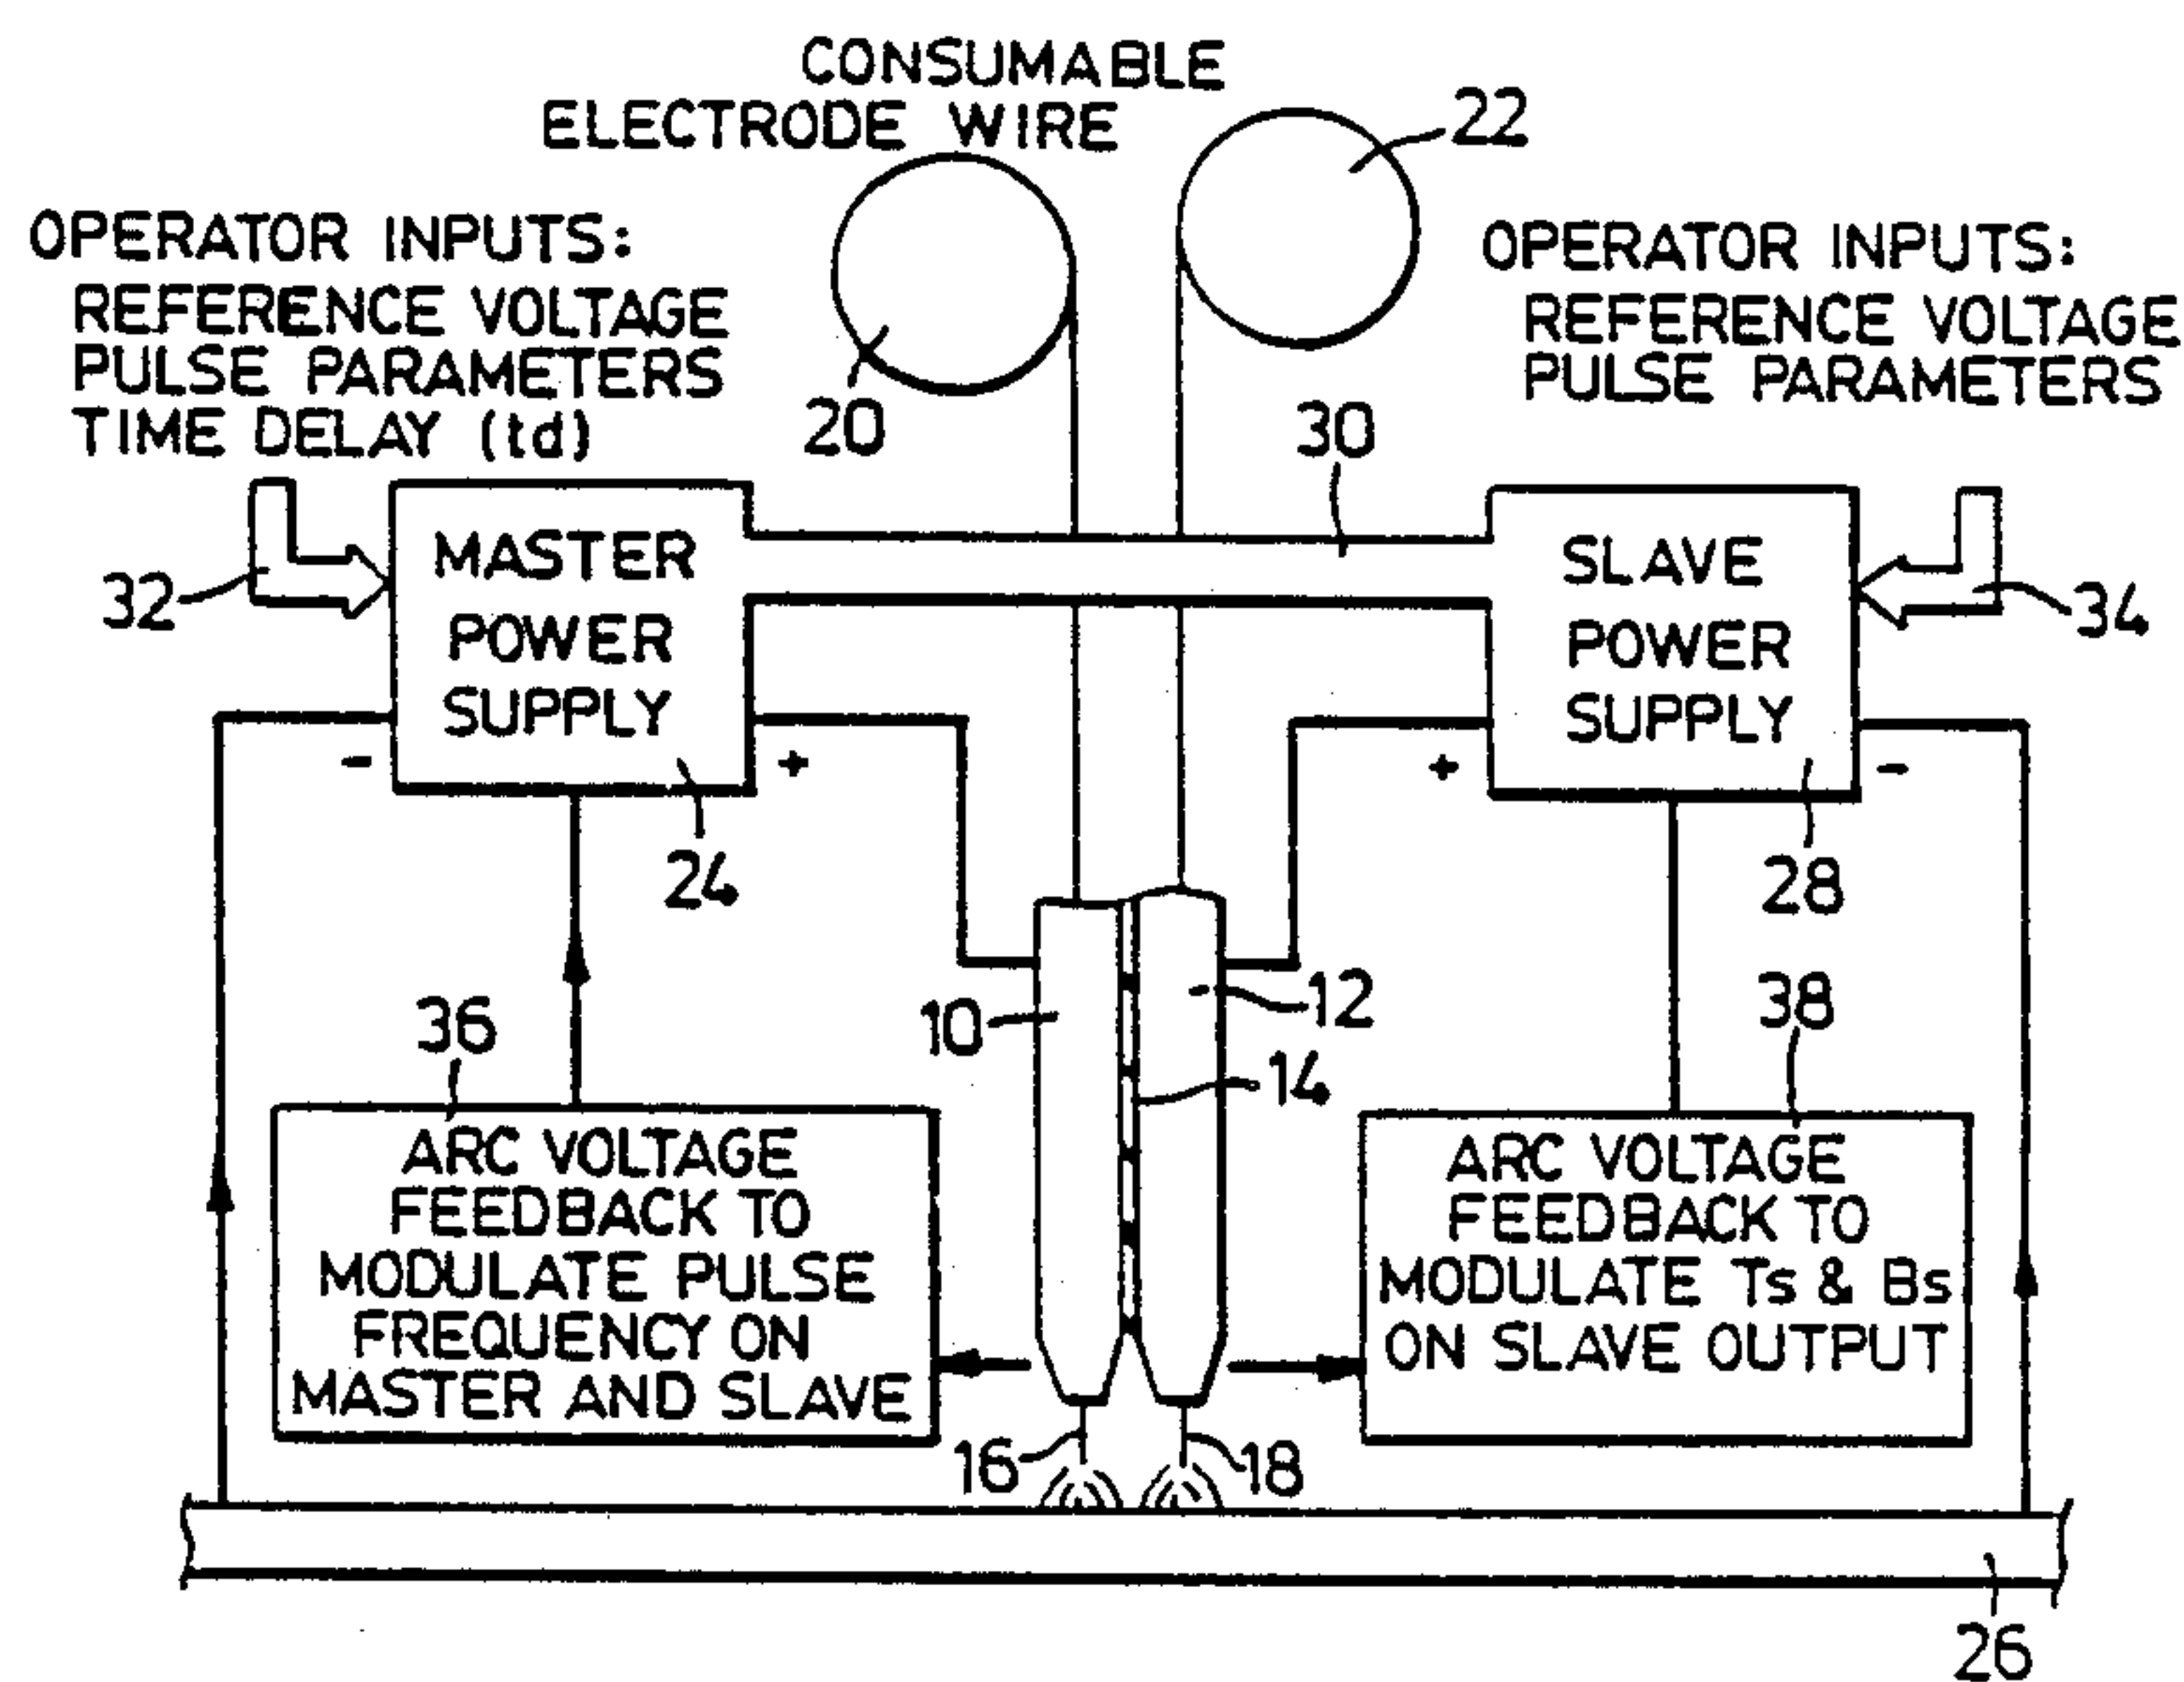 CONSUMABLE
ELECTRODE WIRE
22
OPERATOR INPUTS:
REFERENCE VOLTAGE
PULSE PARAMETERS
TIME DELAY (td)
20
30
OPERATOR INPUTS:
REFERENCE VOLTAGE
PULSE PARAMETERS
32
MASTER
POWER
SUPPLY
SLAVE
POWER
SUPPLY
34
-
+
+
-
24
28
10
12
14
36
ARC VOLTAGE
FEEDBACK TO
MODULATE PULSE
FREQUENCY ON
MASTER AND SLAVE
38
ARC VOLTAGE
FEEDBACK TO
MODULATE Ts & Bs
ON SLAVE OUTPUT
16
18
26